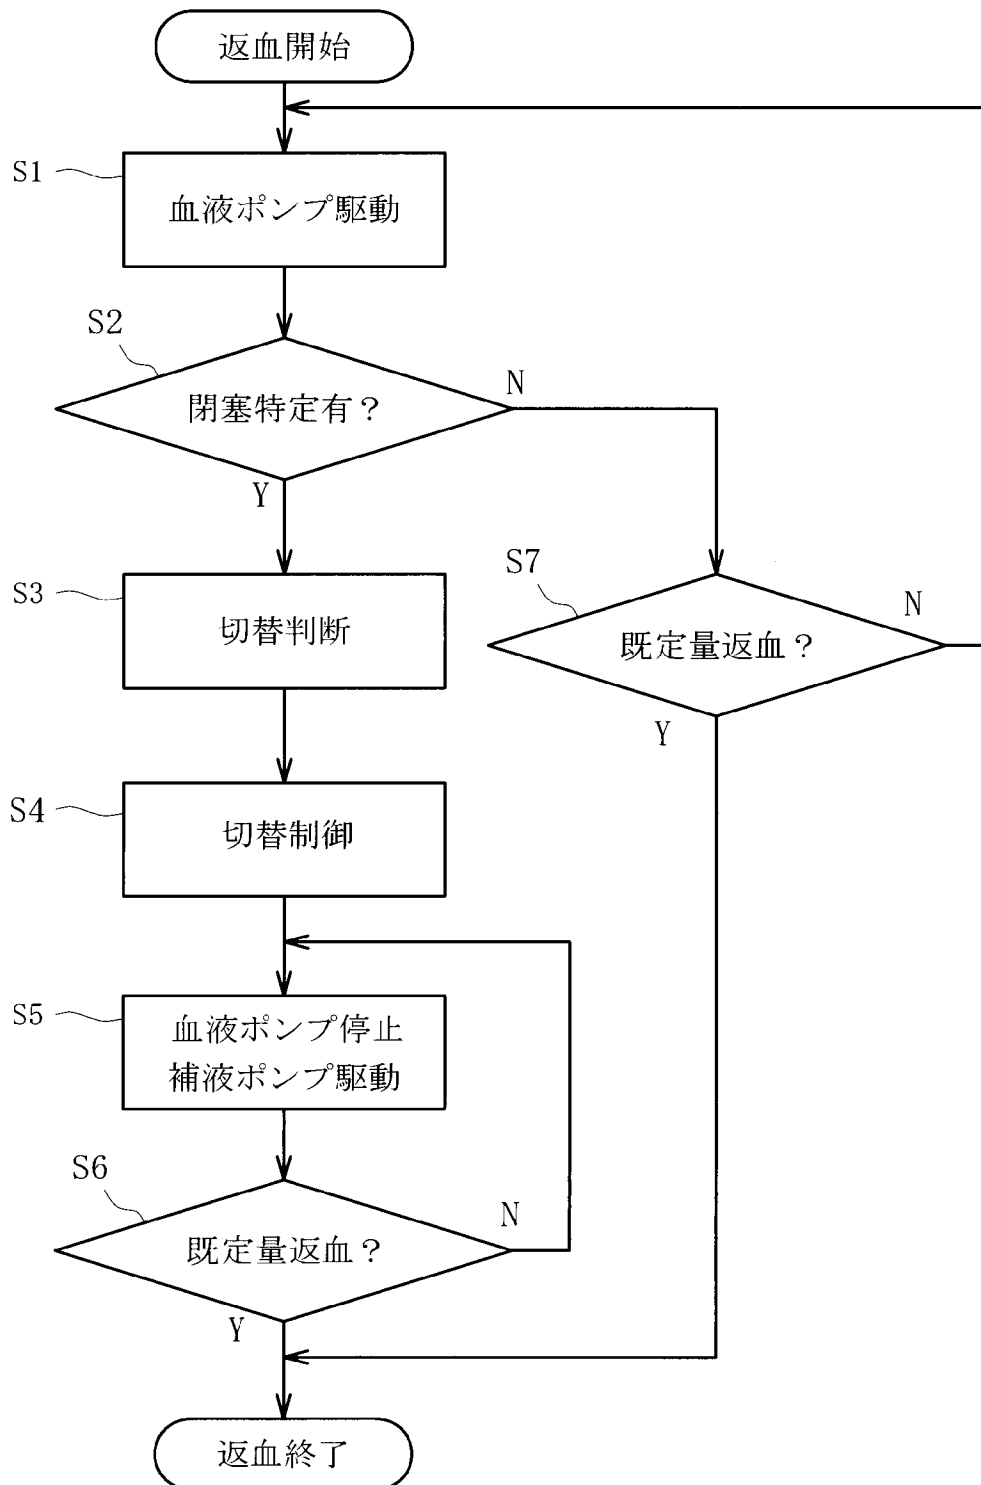 返血開始
S1
血液ポンプ駆動
S2
閉塞特定有？
N
Y
S3
切替判断
S7
既定量返血？
N
Y
S4
切替制御
S5
血液ポンプ停止
補液ポンプ駆動
S6
既定量返血？
N
Y
返血終了